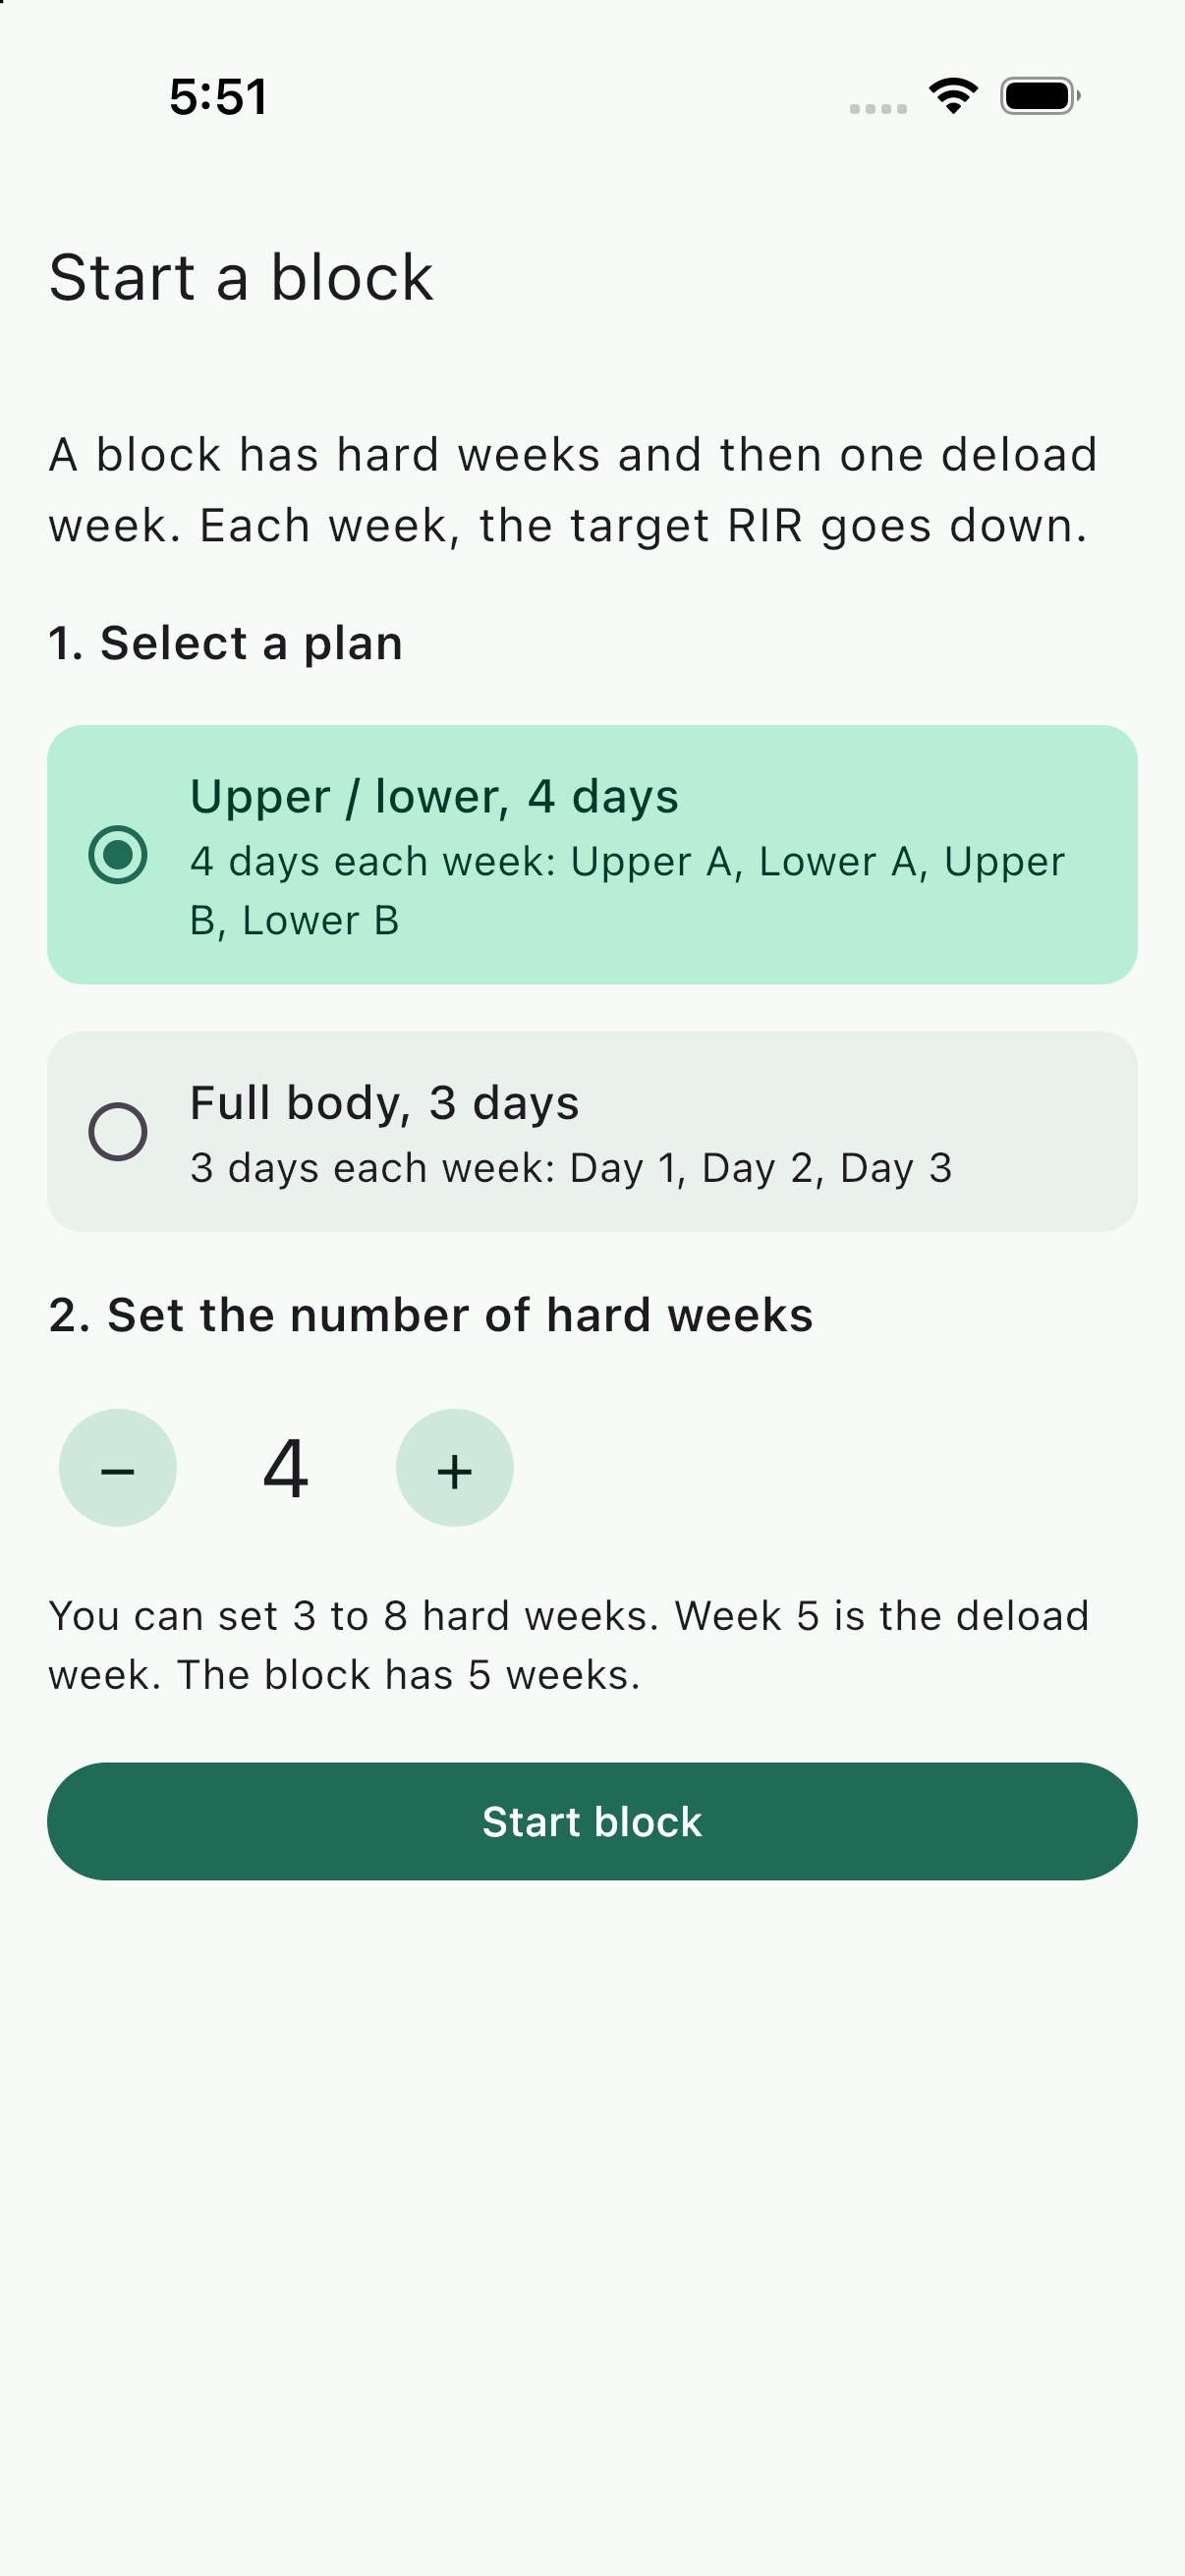 5:51
Start a block
A block has hard weeks and then one deload
week. Each week, the target RIR goes down.
1. Select a plan
Upper / lower, 4 days
4 days each week: Upper A, Lower A, Upper
B, Lower B
Full body, 3 days
3 days each week: Day 1, Day 2, Day 3
2. Set the number of hard weeks
− 4 +
You can set 3 to 8 hard weeks. Week 5 is the deload
week. The block has 5 weeks.
Start block